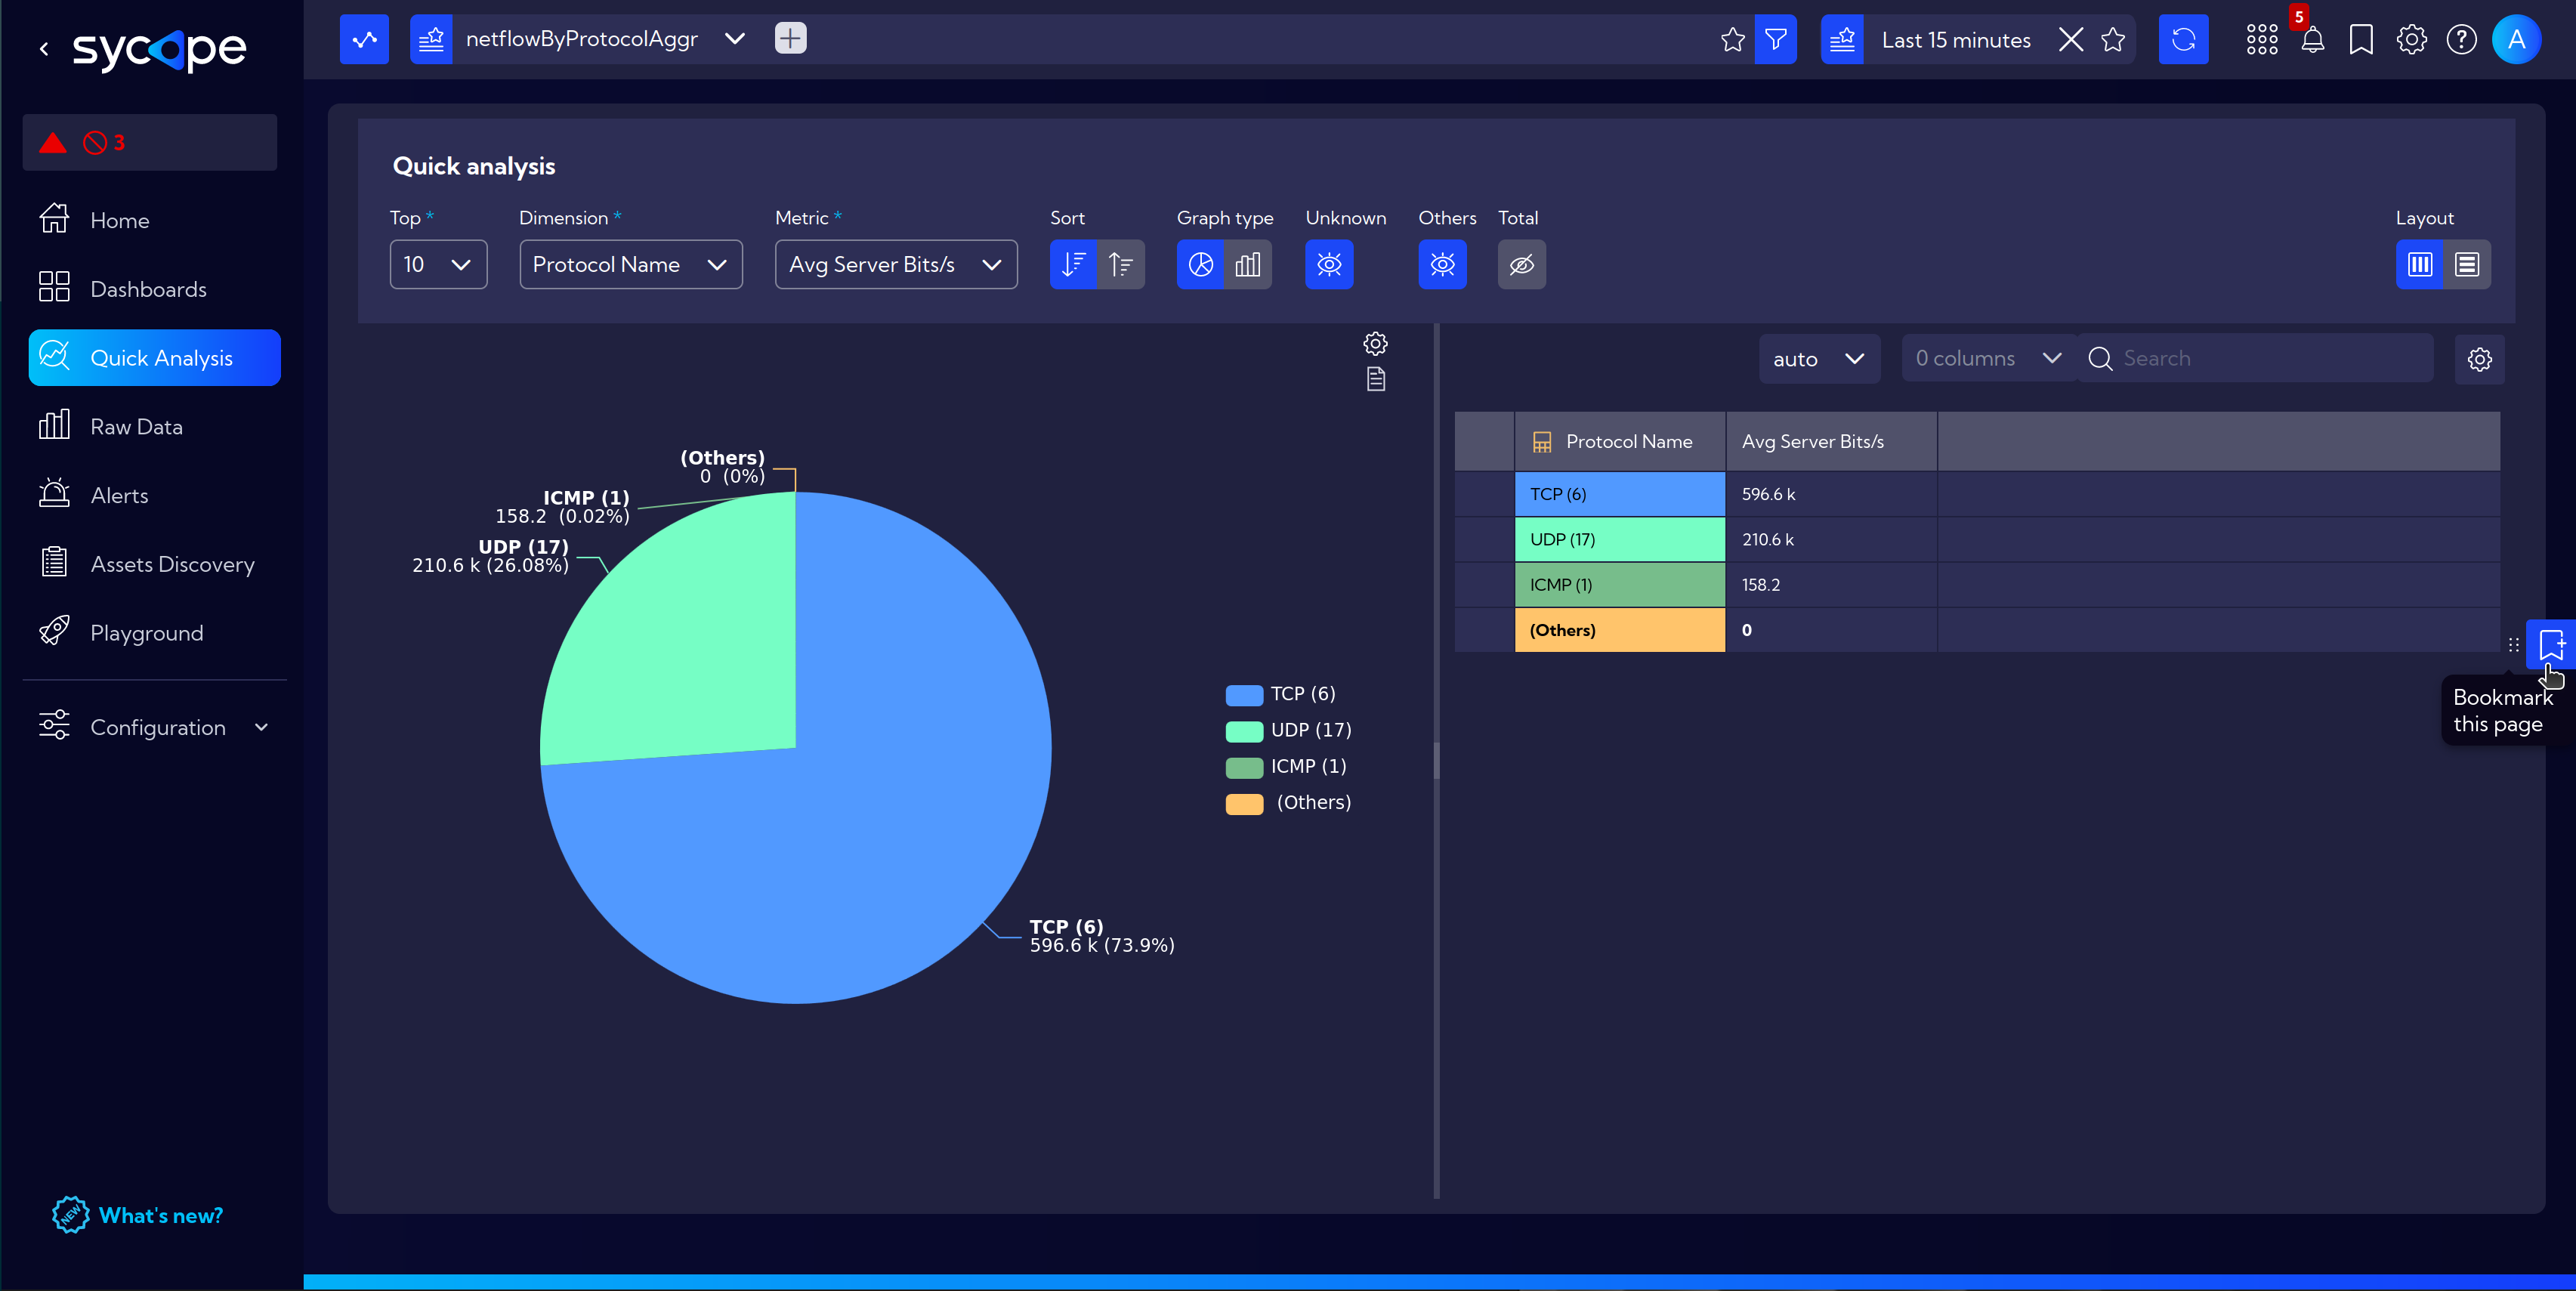 sycope
netflowByProtocolAggr
Last 15 minutes
5
A
3
Home
Dashboards
Quick Analysis
Raw Data
Alerts
Assets Discovery
Playground
Configuration
NEW What's new?
Quick analysis
Top * Dimension * Metric * Sort Graph type Unknown Others Total Layout
10 Protocol Name Avg Server Bits/s
(Others)
0 (0%)
ICMP (1)
158.2 (0.02%)
UDP (17)
210.6 k (26.08%)
TCP (6)
596.6 k (73.9%)
TCP (6)
UDP (17)
ICMP (1)
(Others)
auto 0 columns Search
Protocol Name Avg Server Bits/s
TCP (6) 596.6 k
UDP (17) 210.6 k
ICMP (1) 158.2
(Others) 0
Bookmark
this page